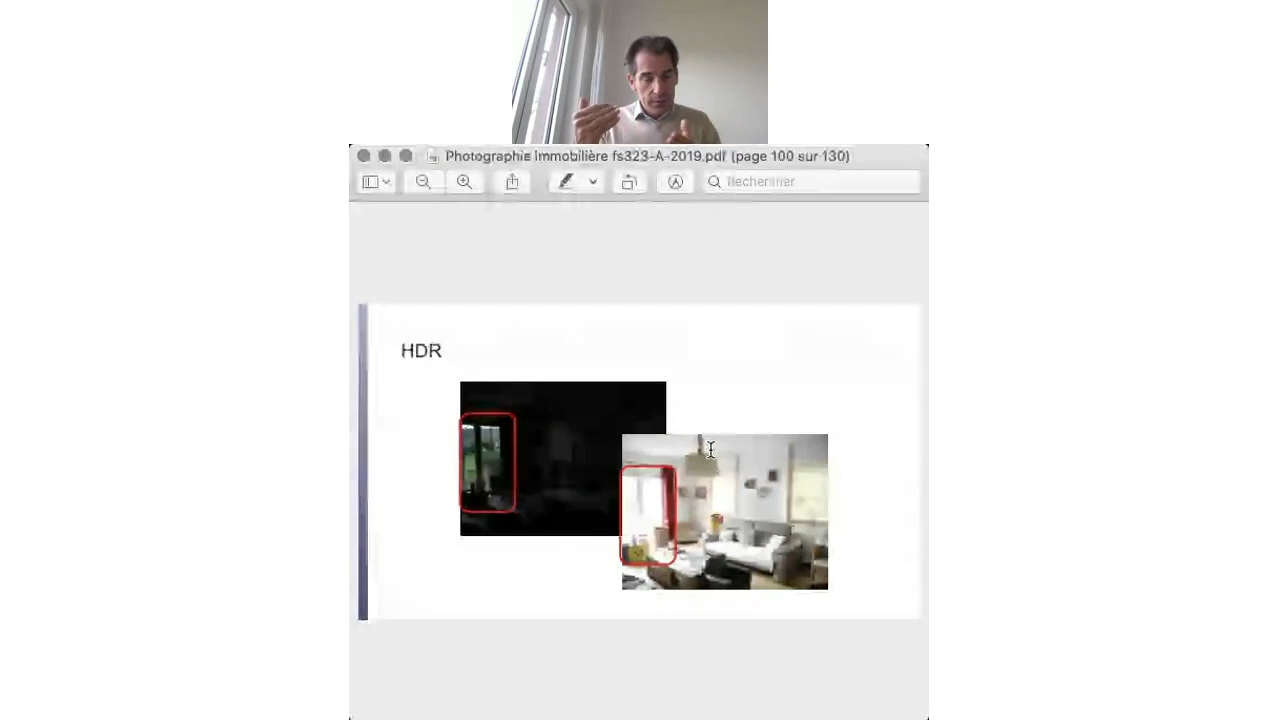 Photographie Immobilière fs323-A-2019.pdf (page 100 sur 130)
Rechercher
HDR